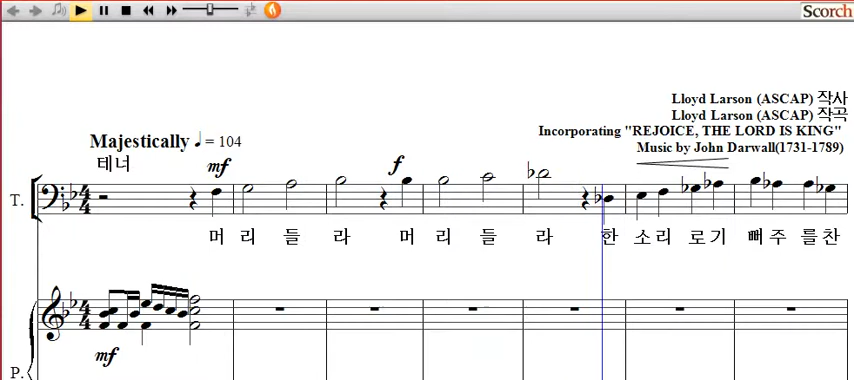 Scorch
Lloyd Larson (ASCAP) 작사
Lloyd Larson (ASCAP) 작곡
Incorporating "REJOICE, THE LORD IS KING"
Music by John Darwall(1731-1789)
Majestically ♩ = 104
테너
mf f
T.
머 리 들 라 머 리 들 라 한 소 리 로 기 뻐 주 를 찬
mf
P.